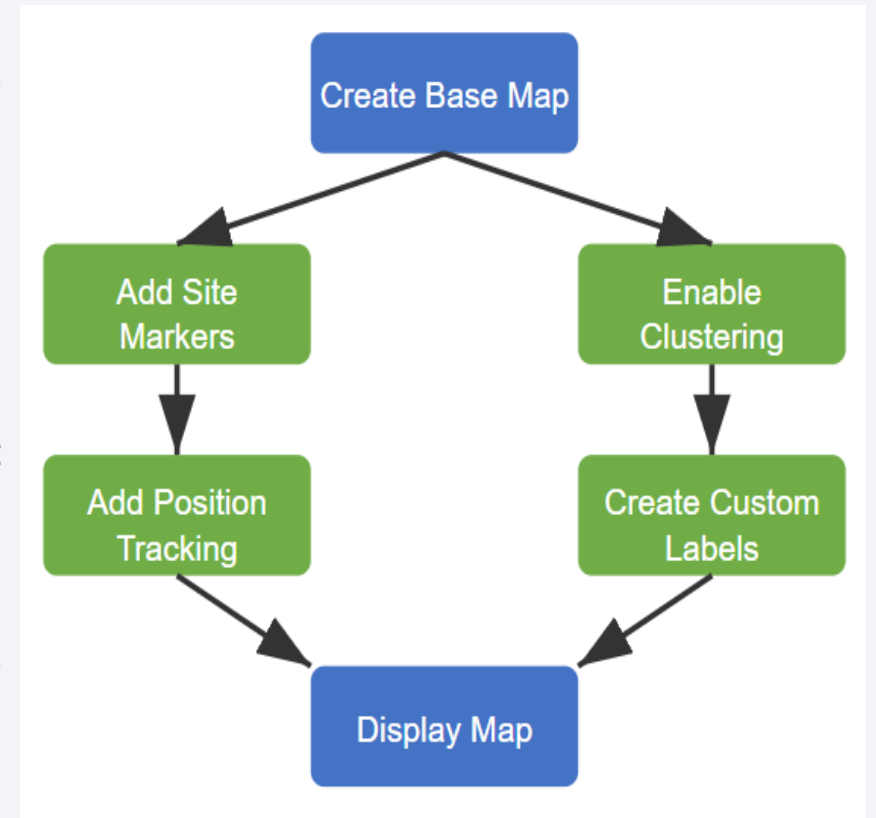 Create Base Map
Add Site
Markers
Enable
Clustering
Add Position
Tracking
Create Custom
Labels
Display Map